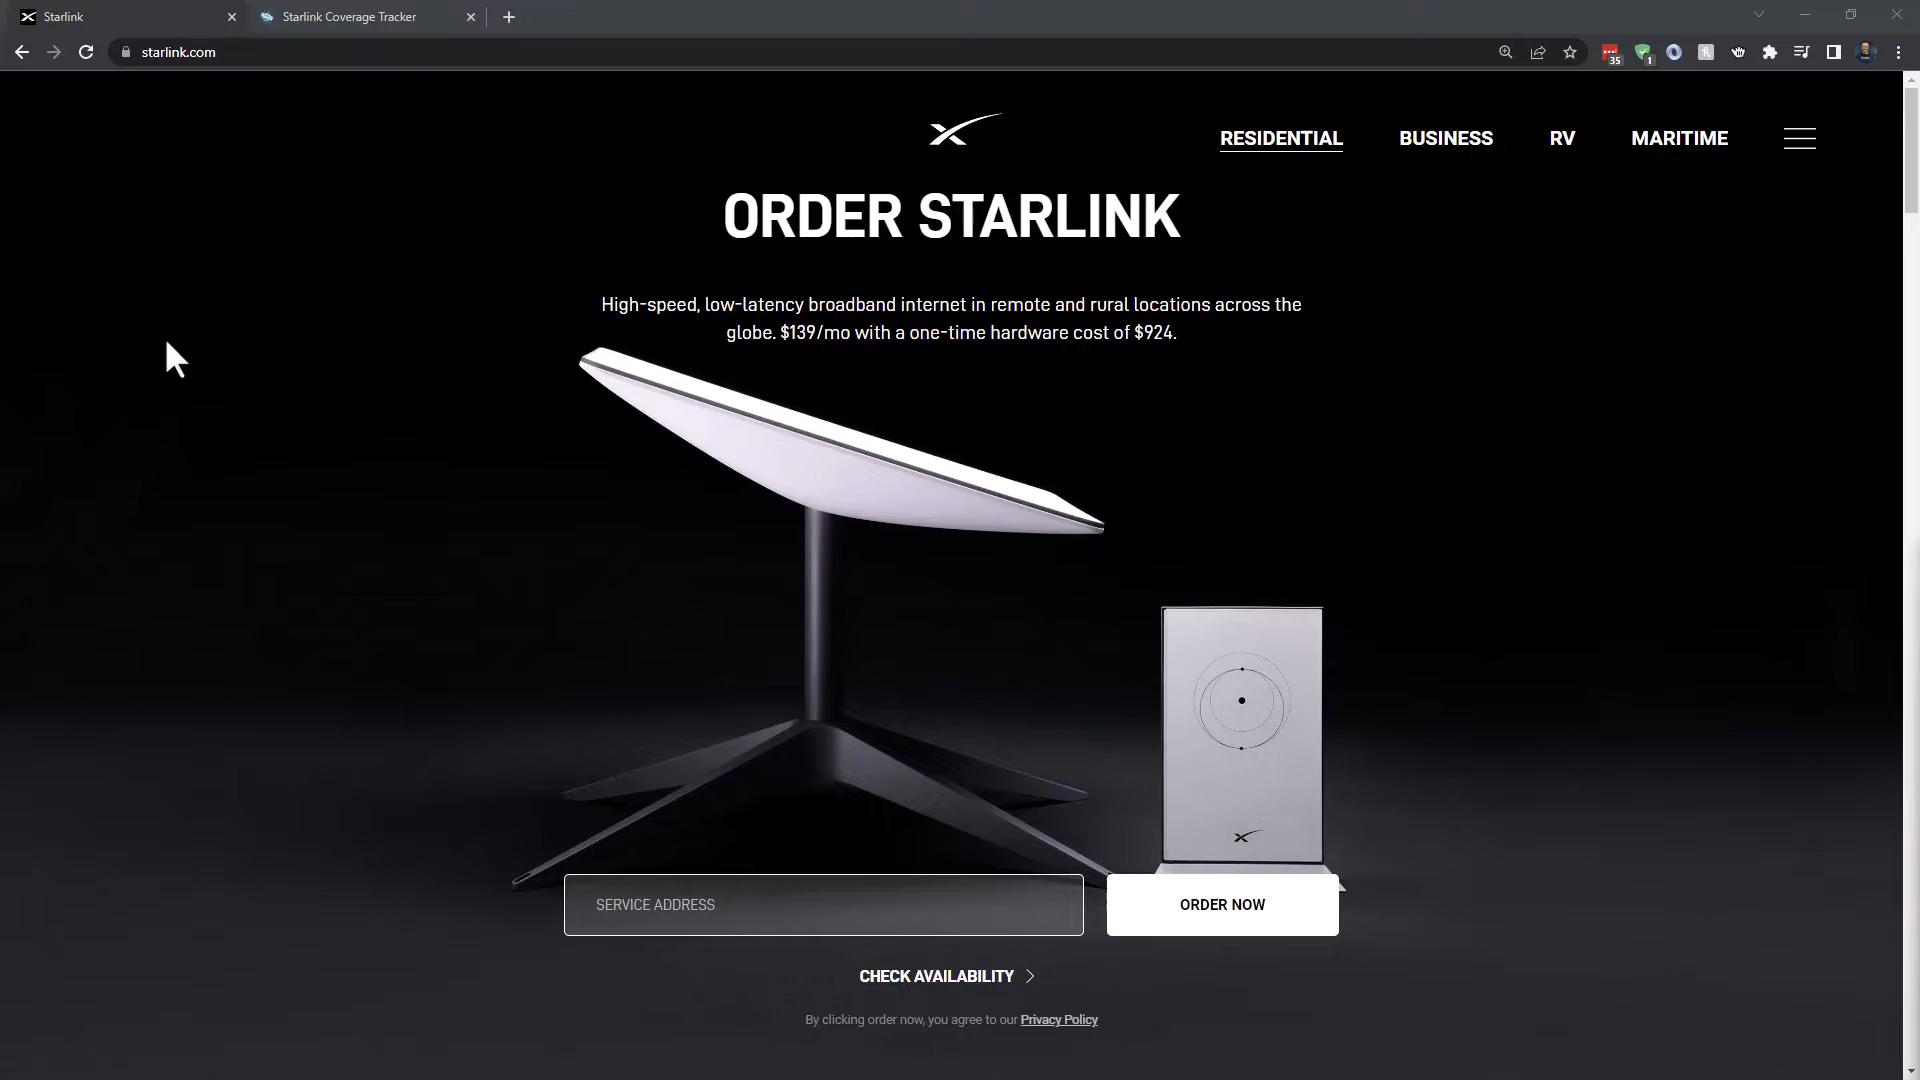 Starlink
Starlink Coverage Tracker
starlink.com
35
1
RESIDENTIAL
BUSINESS
RV
MARITIME
ORDER STARLINK
High-speed, low-latency broadband internet in remote and rural locations across the
globe. $139/mo with a one-time hardware cost of $924.
SERVICE ADDRESS
ORDER NOW
CHECK AVAILABILITY
By clicking order now, you agree to our Privacy Policy